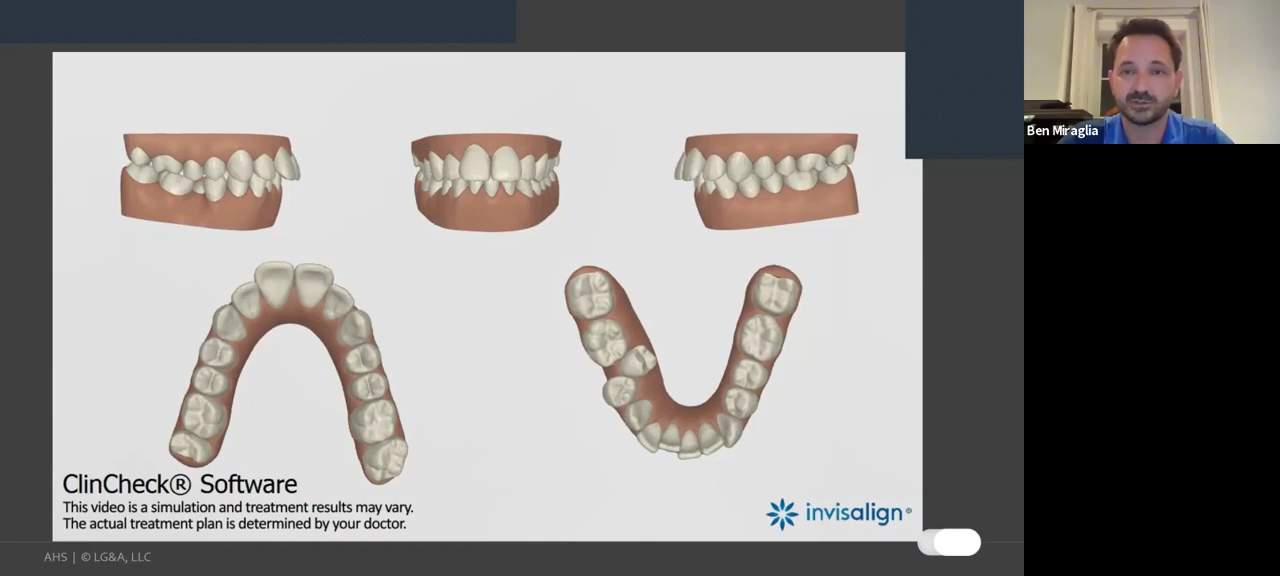 Ben Miraglia
ClinCheck® Software
This video is a simulation and treatment results may vary.
The actual treatment plan is determined by your doctor.
invisalign®
AHS | © LG&A, LLC